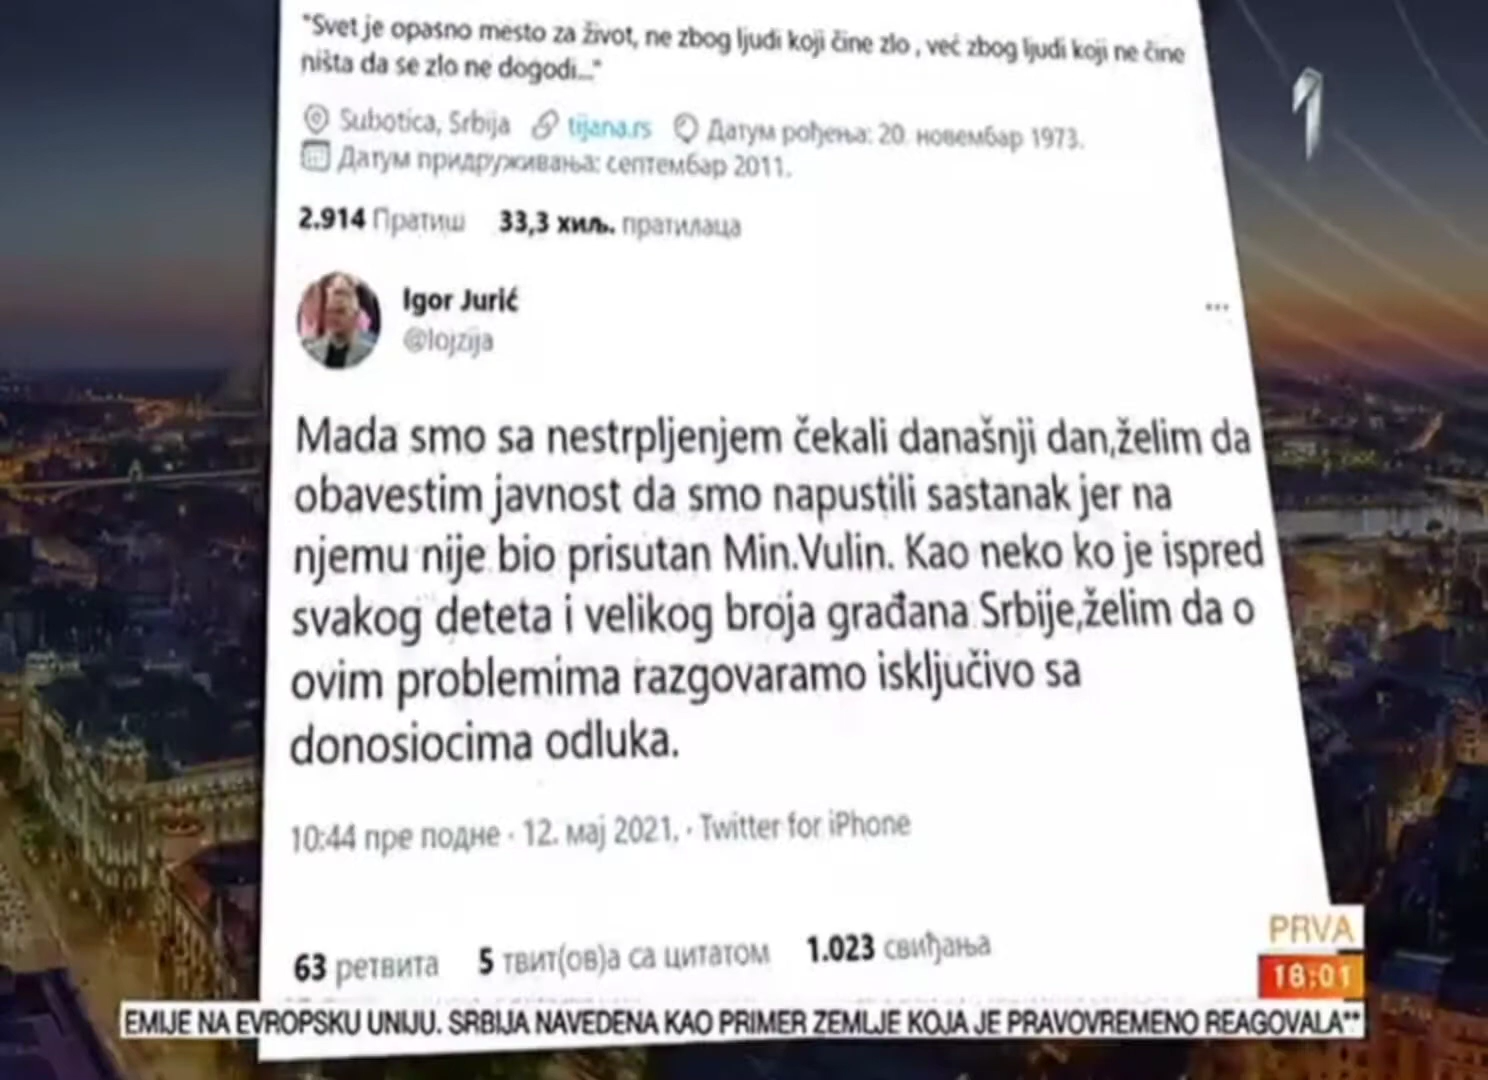 "Svet je opasno mesto za život, ne zbog ljudi koji čine zlo , već zbog ljudi koji ne čine
ništa da se zlo ne dogodi..."
Subotica, Srbija tijana.rs Датум рођења: 20. новембар 1973.
Датум придруживања: септембар 2011.
2.914 Пратиш 33,3 хиљ. пратилаца
Igor Jurić
@lojzija
Mada smo sa nestrpljenjem čekali današnji dan,želim da
obavestim javnost da smo napustili sastanak jer na
njemu nije bio prisutan Min.Vulin. Kao neko ko je ispred
svakog deteta i velikog broja građana Srbije,želim da o
ovim problemima razgovaramo isključivo sa
donosiocima odluka.
10:44 пре подне · 12. мај 2021. · Twitter for iPhone
63 ретвита 5 твит(ов)а са цитатом 1.023 свиђања
PRVA
18:01
EMIJE NA EVROPSKU UNIJU. SRBIJA NAVEDENA KAO PRIMER ZEMLJE KOJA JE PRAVOVREMENO REAGOVALA**
1